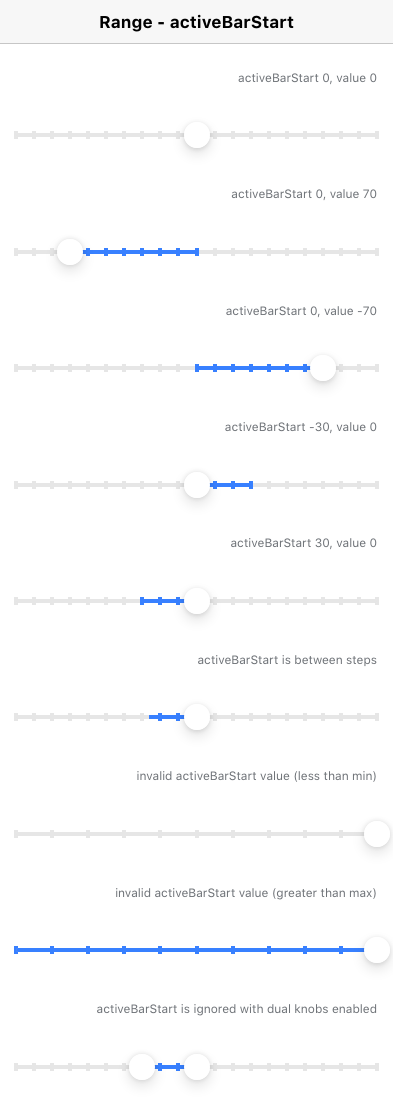 Range - activeBarStart
activeBarStart 0, value 0
activeBarStart 0, value 70
activeBarStart 0, value -70
activeBarStart -30, value 0
activeBarStart 30, value 0
activeBarStart is between steps
invalid activeBarStart value (less than min)
invalid activeBarStart value (greater than max)
activeBarStart is ignored with dual knobs enabled